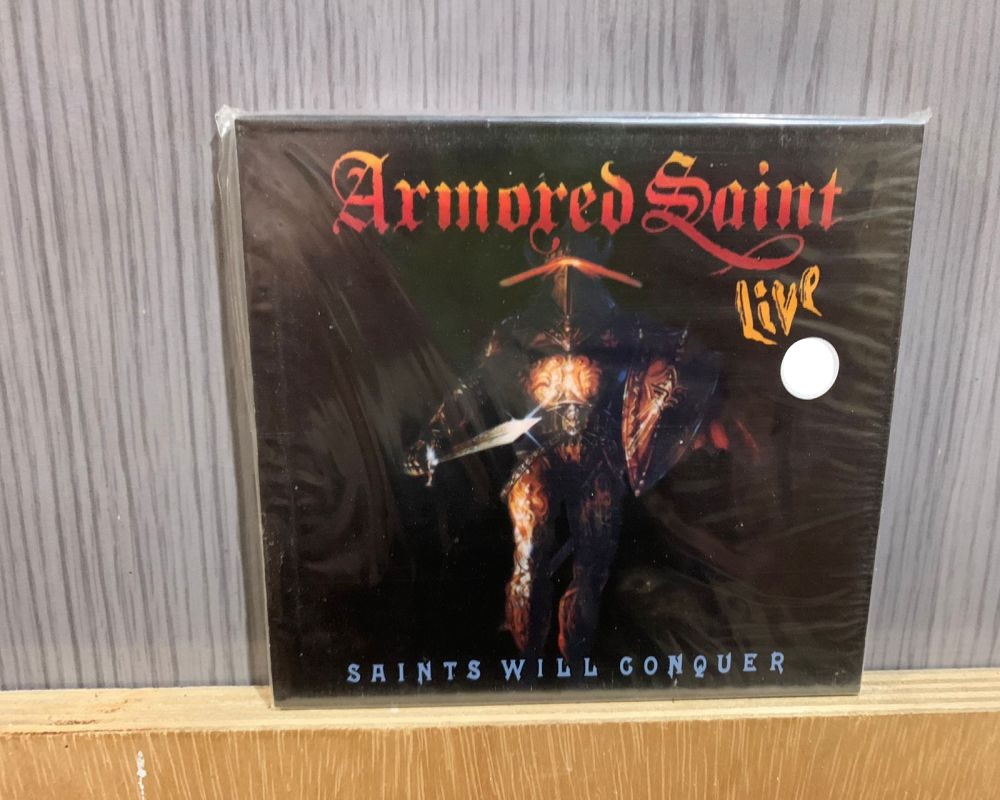 Armored Saint
Live
SAINTS WILL CONQUER